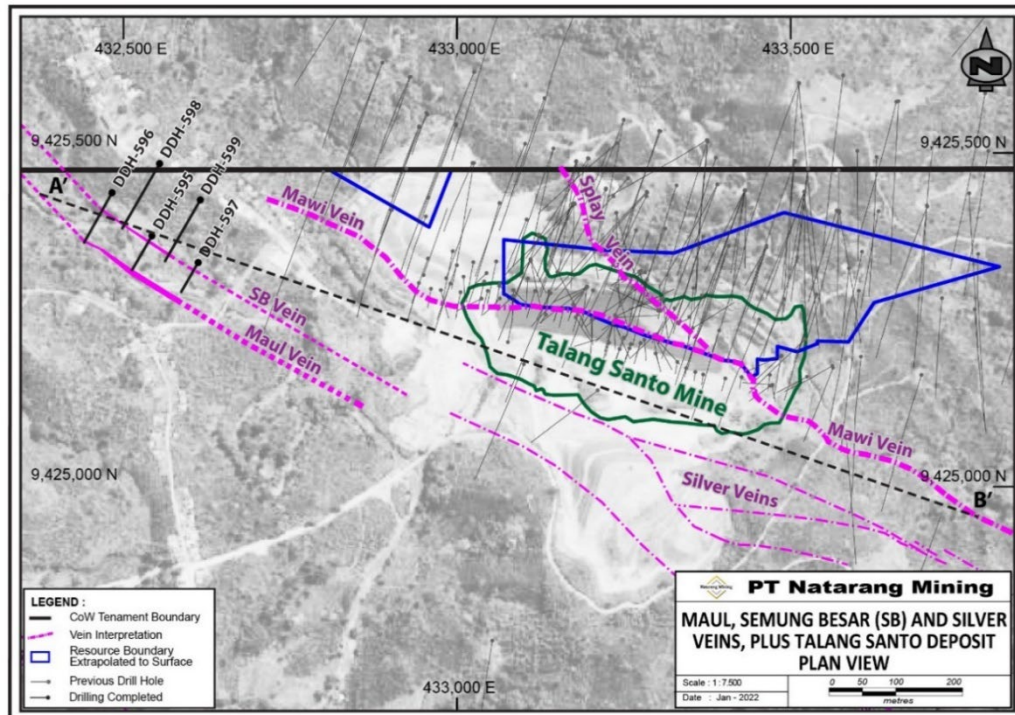 432,500 E
433,000 E
433,500 E
N
9,425,500 N
9,425,500 N
DDH-596
DDH-598
DDH-595
DDH-599
DDH-597
A'
Mawi Vein
Splay
Vein
SB Vein
Maul Vein
Talang Santo Mine
Mawi Vein
9,425,000 N
9,425,000 N
Silver Veins
B'
433,000 E
LEGEND :
CoW Tenament Boundary
Vein Interpretation
Resource Boundary
Extrapolated to Surface
Previous Drill Hole
Drilling Completed
Natarang Mining
PT Natarang Mining
MAUL, SEMUNG BESAR (SB) AND SILVER
VEINS, PLUS TALANG SANTO DEPOSIT
PLAN VIEW
Scale : 1:7.500
Date : Jan - 2022
0 50 100 200
metres